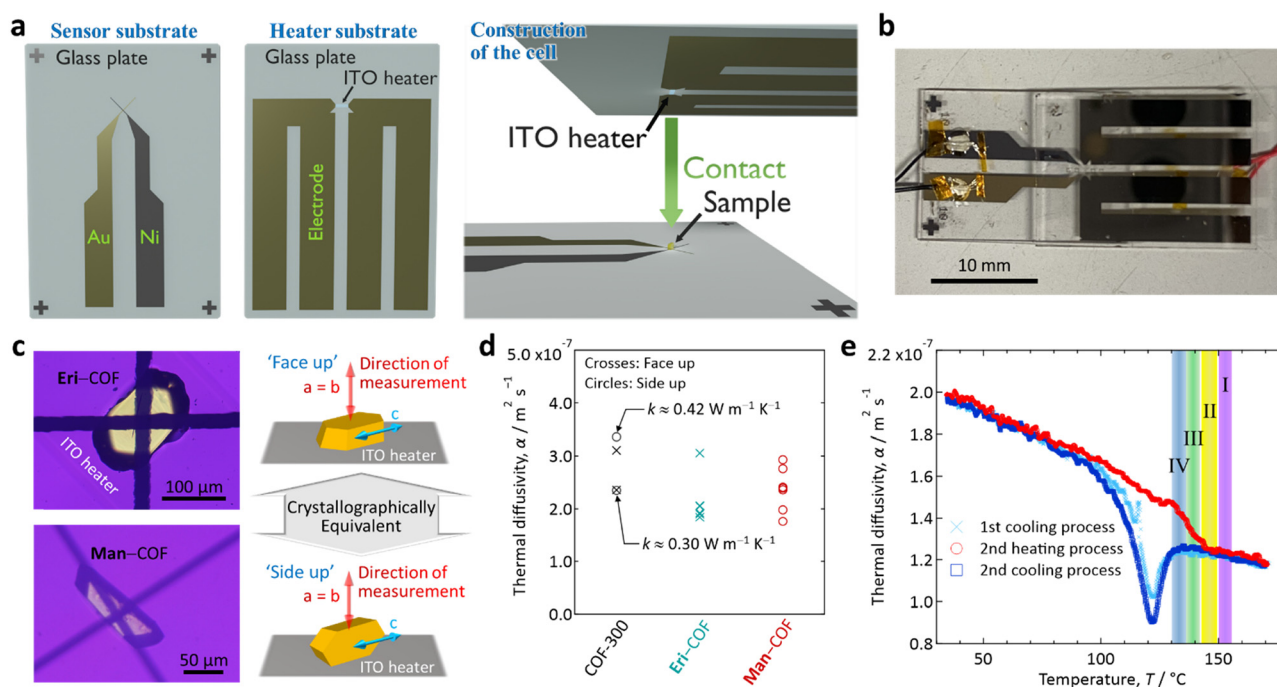 a
Sensor substrate
Glass plate
Au
Ni
Heater substrate
Glass plate
ITO heater
Electrode
Construction
of the cell
ITO heater
Contact
Sample
b
10 mm
c
Eri–COF
ITO heater
100 µm
Man–COF
50 µm
'Face up'
Direction of
measurement
a = b
c
ITO heater
Crystallographically
Equivalent
'Side up'
Direction of
measurement
a = b
c
ITO heater
d
5.0 x10⁻⁷
Crosses: Face up
Circles: Side up
k ≈ 0.42 W m⁻¹ K⁻¹
4.0
3.0
2.0
k ≈ 0.30 W m⁻¹ K⁻¹
1.0
0.0
Thermal diffusivity, α / m² s⁻¹
COF-300
Eri–COF
Man–COF
e
2.2 x10⁻⁷
2.0
1.6
1.2
0.8
Thermal diffusivity, α / m² s⁻¹
I
II
III
IV
1st cooling process
2nd heating process
2nd cooling process
50
100
150
Temperature, T / °C